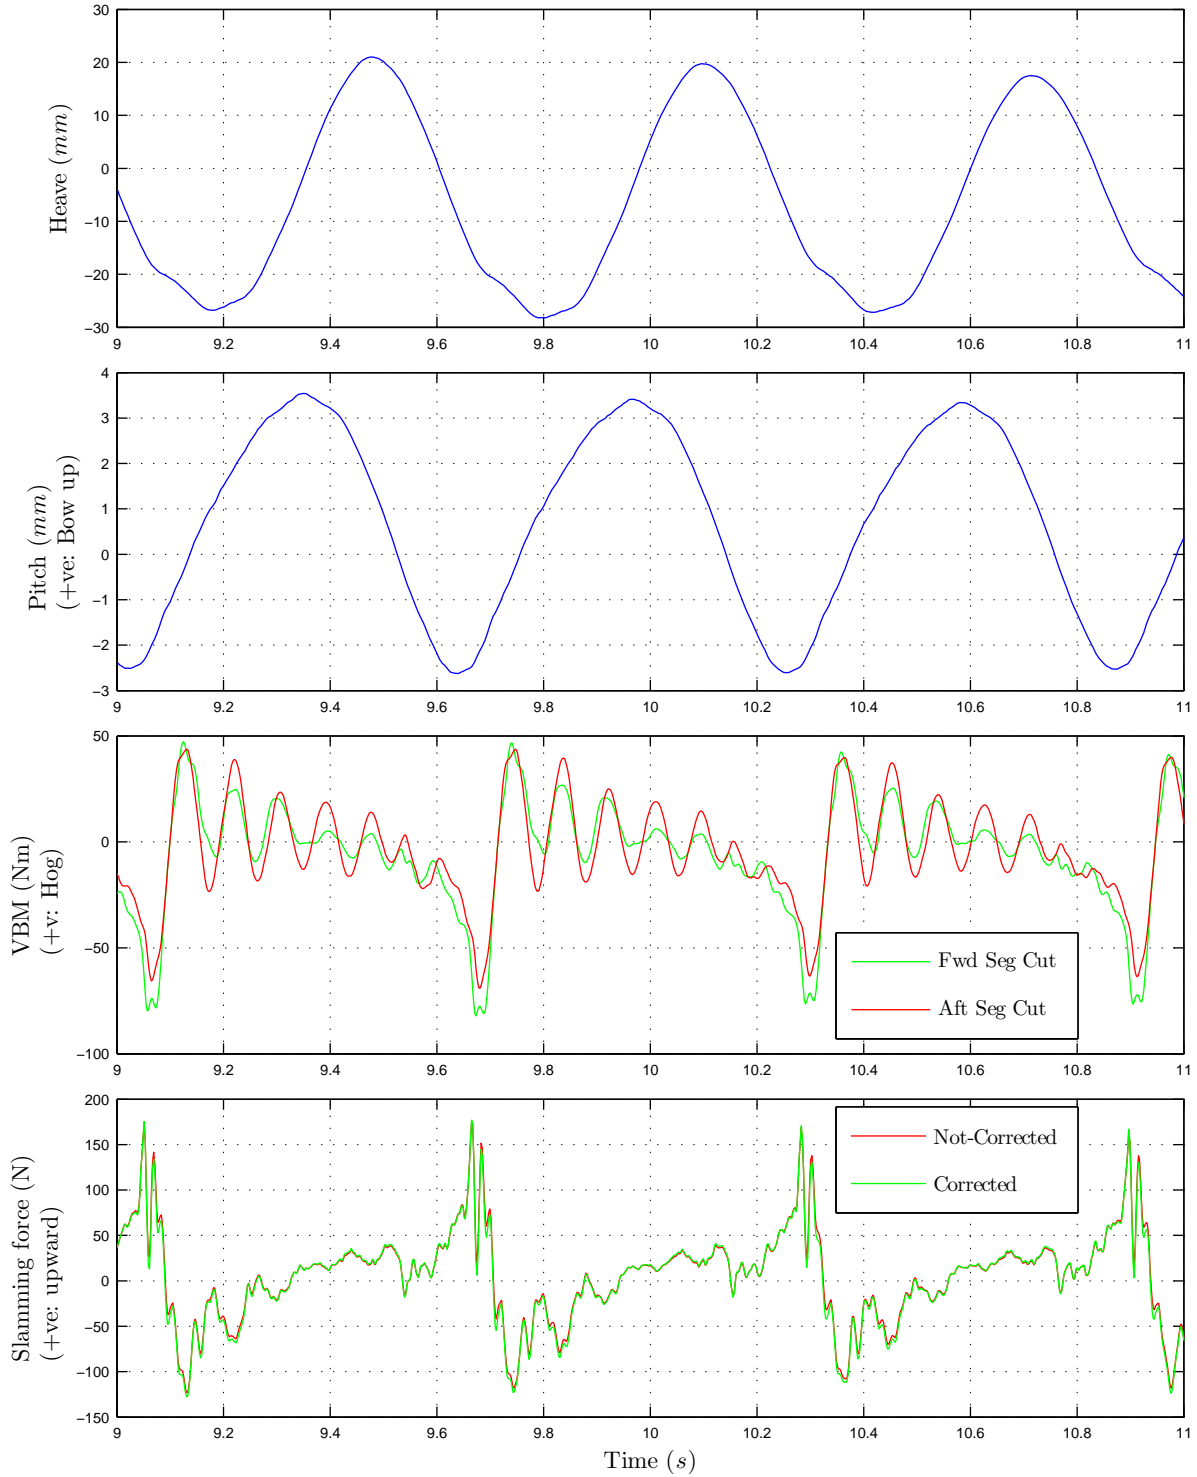 30
20
10
0
−10
−20
−30
Heave (mm)
9 9.2 9.4 9.6 9.8 10 10.2 10.4 10.6 10.8 11
4
3
2
1
0
−1
−2
−3
Pitch (mm)
(+ve: Bow up)
9 9.2 9.4 9.6 9.8 10 10.2 10.4 10.6 10.8 11
50
0
−50
−100
VBM (Nm)
(+v: Hog)
Fwd Seg Cut
Aft Seg Cut
9 9.2 9.4 9.6 9.8 10 10.2 10.4 10.6 10.8 11
200
150
100
50
0
−50
−100
−150
Slamming force (N)
(+ve: upward)
Not-Corrected
Corrected
9 9.2 9.4 9.6 9.8 10 10.2 10.4 10.6 10.8 11
Time (s)